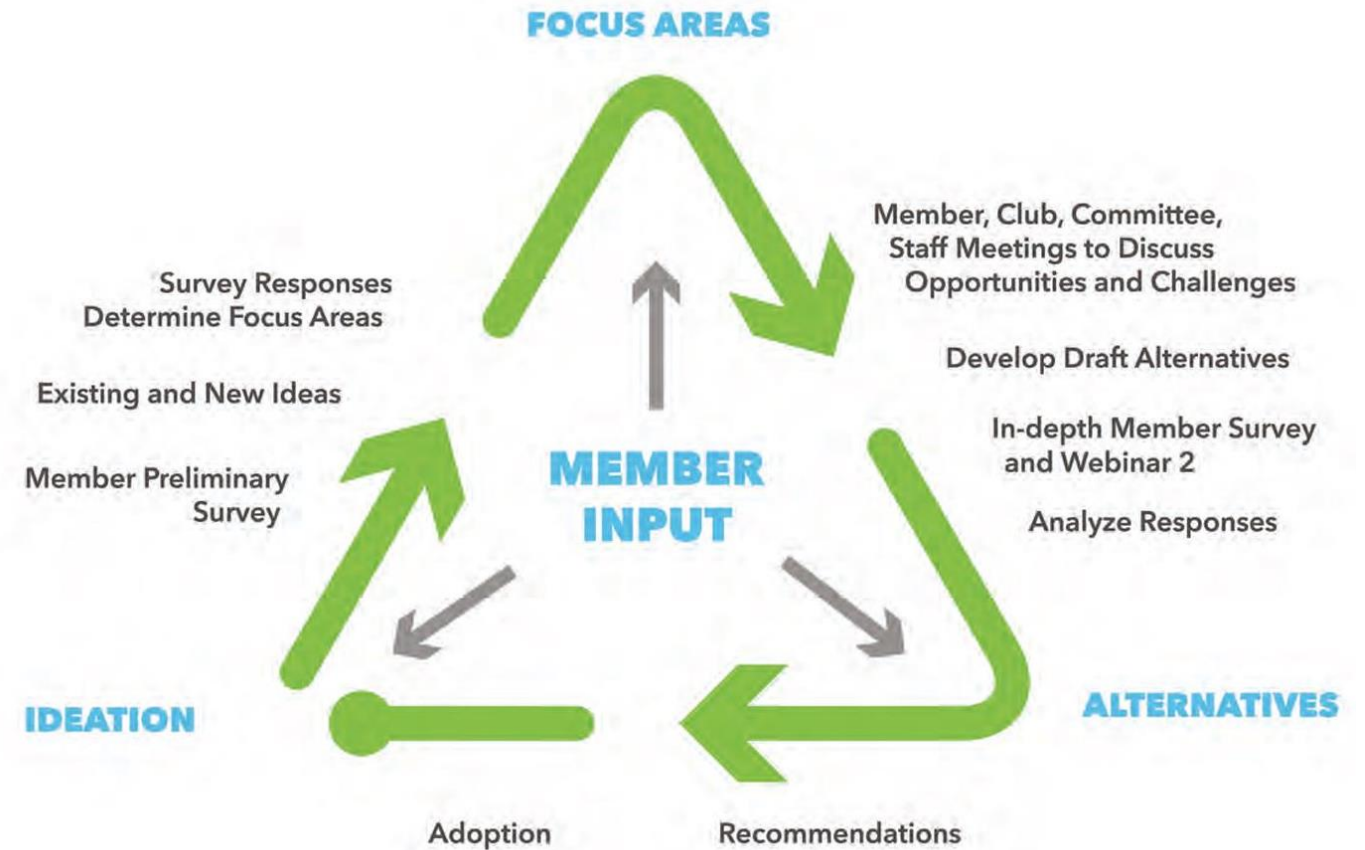 FOCUS AREAS
Member, Club, Committee,
Staff Meetings to Discuss
Opportunities and Challenges
Survey Responses
Determine Focus Areas
Develop Draft Alternatives
Existing and New Ideas
In-depth Member Survey
and Webinar 2
MEMBER
INPUT
Member Preliminary
Survey
Analyze Responses
IDEATION
ALTERNATIVES
Adoption
Recommendations